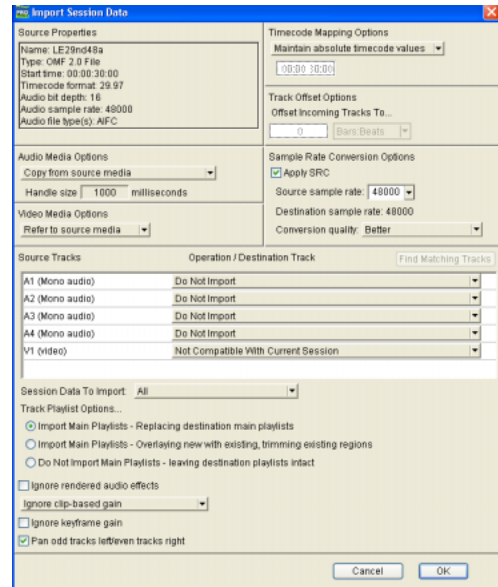 Import Session Data
Source Properties
Name: LE29nd48a
Type: OMF 2.0 File
Start time: 00:00:30:00
Timecode format: 29.97
Audio bit depth: 16
Audio sample rate: 48000
Audio file type(s): AIFC
Timecode Mapping Options
Maintain absolute timecode values
00:00:30:00
Track Offset Options
Offset Incoming Tracks To...
0 Bars:Beats
Audio Media Options
Copy from source media
Handle size 1000 milliseconds
Video Media Options
Refer to source media
Sample Rate Conversion Options
Apply SRC
Source sample rate: 48000
Destination sample rate: 48000
Conversion quality: Better
Source Tracks Operation / Destination Track Find Matching Tracks
A1 (Mono audio) Do Not Import
A2 (Mono audio) Do Not Import
A3 (Mono audio) Do Not Import
A4 (Mono audio) Do Not Import
V1 (video) Not Compatible With Current Session
Session Data To Import: All
Track Playlist Options...
Import Main Playlists - Replacing destination main playlists
Import Main Playlists - Overlaying new with existing, trimming existing regions
Do Not Import Main Playlists - leaving destination playlists intact
Ignore rendered audio effects
Ignore clip-based gain
Ignore keyframe gain
Pan odd tracks left/even tracks right
Cancel OK